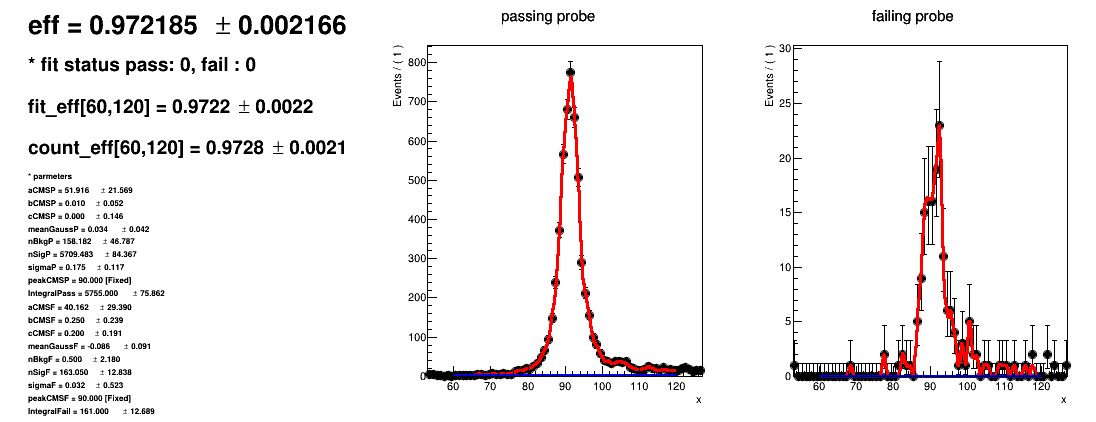 eff = 0.972185 ± 0.002166
* fit status pass: 0, fail : 0
fit_eff[60,120] = 0.9722 ± 0.0022
count_eff[60,120] = 0.9728 ± 0.0021
* parmeters
aCMSP = 51.916 ± 21.569
bCMSP = 0.010 ± 0.052
cCMSP = 0.000 ± 0.146
meanGaussP = 0.034 ± 0.042
nBkgP = 158.182 ± 46.787
nSigP = 5709.483 ± 84.367
sigmaP = 0.175 ± 0.117
peakCMSP = 90.000 [Fixed]
IntegralPass = 5755.000 ± 75.862
aCMSF = 40.162 ± 29.390
bCMSF = 0.250 ± 0.239
cCMSF = 0.200 ± 0.191
meanGaussF = -0.086 ± 0.091
nBkgF = 0.500 ± 2.180
nSigF = 163.050 ± 12.838
sigmaF = 0.032 ± 0.523
peakCMSF = 90.000 [Fixed]
IntegralFail = 161.000 ± 12.689
passing probe
Events / ( 1 )
800
700
600
500
400
300
200
100
0
60 70 80 90 100 110 120
x
failing probe
Events / ( 1 )
30
25
20
15
10
5
0
60 70 80 90 100 110 120
x